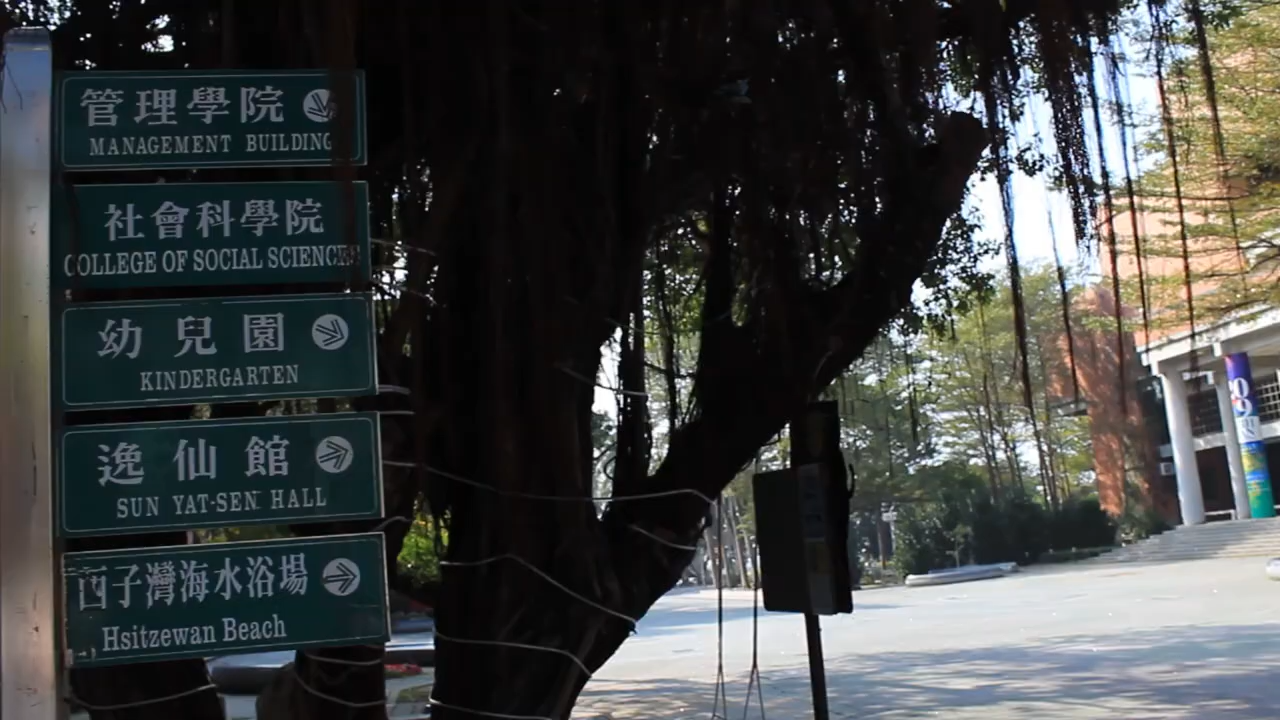 管理學院
MANAGEMENT BUILDING
社會科學院
COLLEGE OF SOCIAL SCIENCES
幼兒園
KINDERGARTEN
逸仙館
SUN YAT-SEN HALL
西子灣海水浴場
Hsitzewan Beach